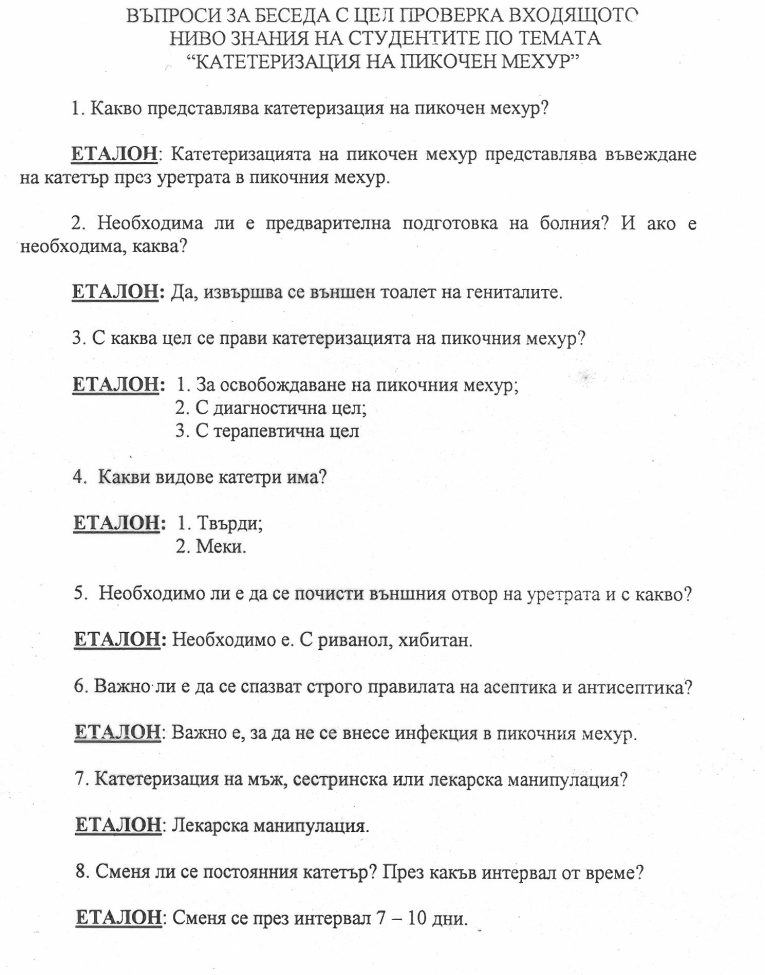 ВЪПРОСИ ЗА БЕСЕДА С ЦЕЛ ПРОВЕРКА ВХОДЯЩОТО
НИВО ЗНАНИЯ НА СТУДЕНТИТЕ ПО ТЕМАТА
“КАТЕТЕРИЗАЦИЯ НА ПИКОЧЕН МЕХУР”
1. Какво представлява катетеризация на пикочен мехур?
ЕТАЛОН: Катетеризацията на пикочен мехур представлява въвеждане
на катетър през уретрата в пикочния мехур.
2. Необходима ли е предварителна подготовка на болния? И ако е
необходима, каква?
ЕТАЛОН: Да, извършва се външен тоалет на гениталите.
3. С каква цел се прави катетеризацията на пикочния мехур?
ЕТАЛОН: 1. За освобождаване на пикочния мехур;
2. С диагностична цел;
3. С терапевтична цел
4. Какви видове катетри има?
ЕТАЛОН: 1. Твърди;
2. Меки.
5. Необходимо ли е да се почисти външния отвор на уретрата и с какво?
ЕТАЛОН: Необходимо е. С риванол, хибитан.
6. Важно ли е да се спазват строго правилата на асептика и антисептика?
ЕТАЛОН: Важно е, за да не се внесе инфекция в пикочния мехур.
7. Катетеризация на мъж, сестринска или лекарска манипулация?
ЕТАЛОН: Лекарска манипулация.
8. Сменя ли се постоянния катетър? През какъв интервал от време?
ЕТАЛОН: Сменя се през интервал 7 – 10 дни.